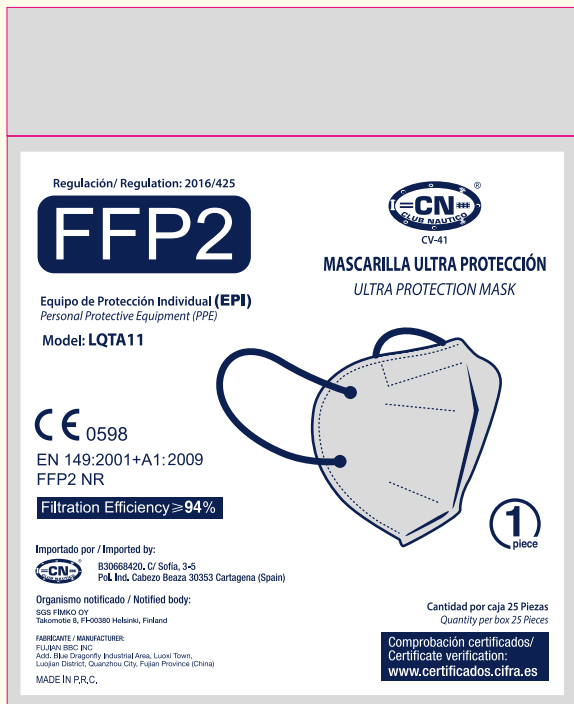 Regulación/ Regulation: 2016/425
FFP2
Equipo de Protección Individual (EPI)
Personal Protective Equipment (PPE)
Model: LQTA11
CN
CLUB NAUTICO
®
CV-41
MASCARILLA ULTRA PROTECCIÓN
ULTRA PROTECTION MASK
CE 0598
EN 149:2001+A1:2009
FFP2 NR
Filtration Efficiency ≥94%
1
piece
Importado por / Imported by:
CN
CLUB NAUTICO
B30668420. C/ Sofía, 3-5
Pol. Ind. Cabezo Beaza 30353 Cartagena (Spain)
Organismo notificado / Notified body:
SGS FIMKO OY
Takomotie 8, FI-00380 Helsinki, Finland
FABRICANTE / MANUFACTURER:
FUJIAN BBC INC
Add. Blue Dragonfly Industrial Area, Luoxi Town,
Luojian District, Quanzhou City, Fujian Province (China)
MADE IN P.R.C.
Cantidad por caja 25 Piezas
Quantity per box 25 Pieces
Comprobación certificados/
Certificate verification:
www.certificados.cifra.es